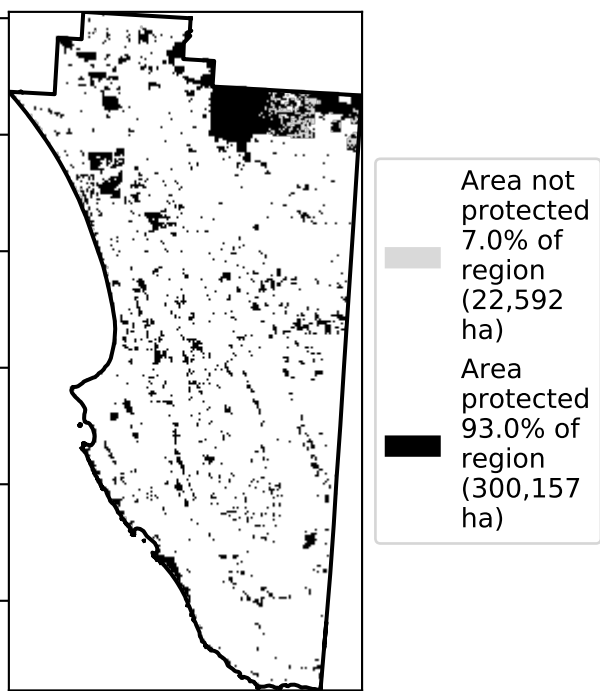 Area not
protected
7.0% of
region
(22,592
ha)
Area
protected
93.0% of
region
(300,157
ha)